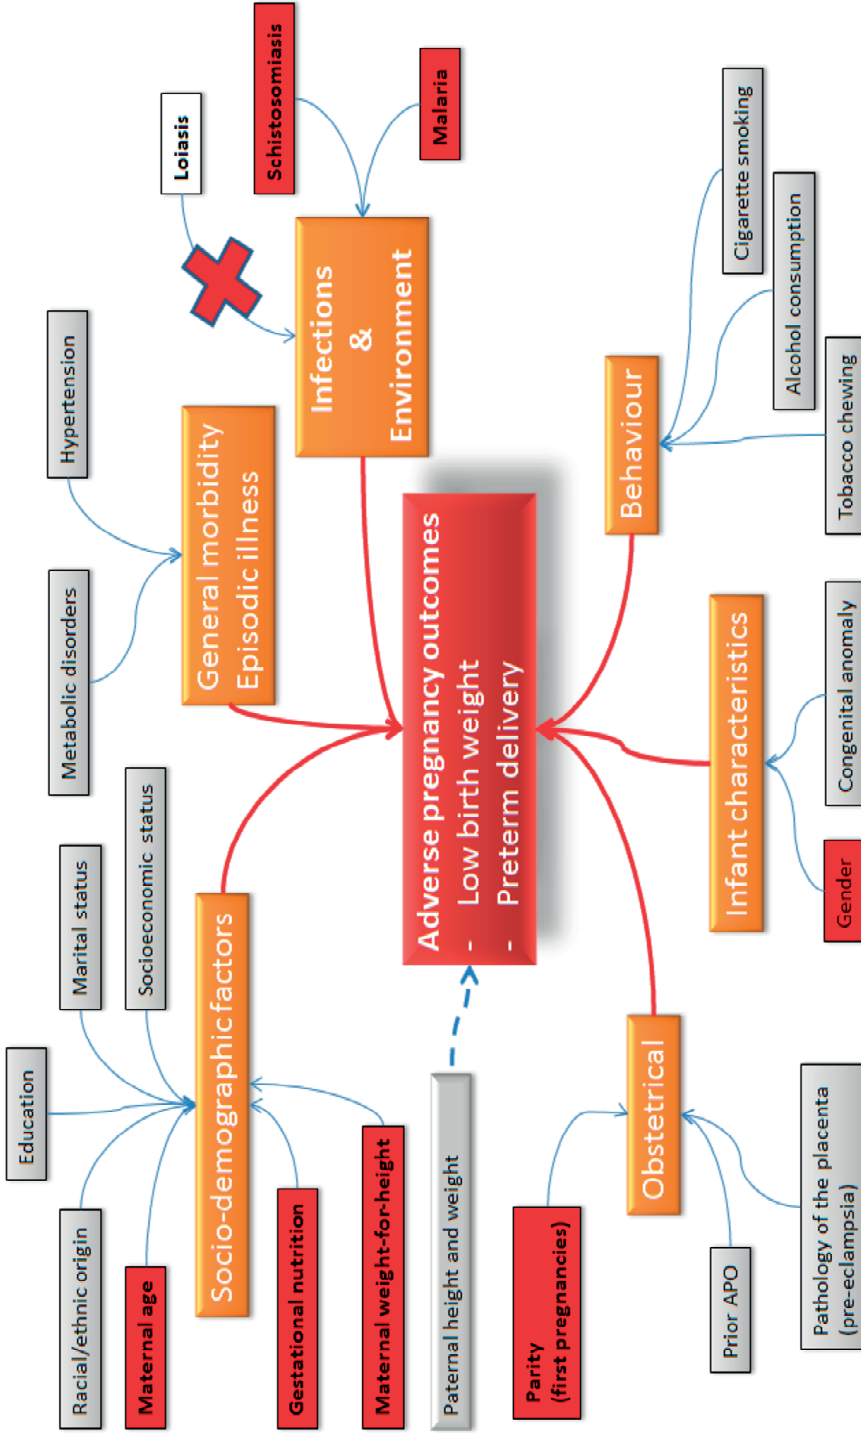 Education
Marital status
Racial/ethnic origin
Socioeconomic status
Maternal age
Socio-demographic factors
Gestational nutrition
Maternal weight-for-height
Metabolic disorders
Hypertension
General morbidity
Episodic illness
Loiasis
Schistosomiasis
Malaria
Infections
&
Environment
Paternal height and weight
Adverse pregnancy outcomes
- Low birth weight
- Preterm delivery
Parity
(first pregnancies)
Obstetrical
Prior APO
Pathology of the placenta
(pre-eclampsia)
Infant characteristics
Gender
Congenital anomaly
Behaviour
Cigarette smoking
Alcohol consumption
Tobacco chewing